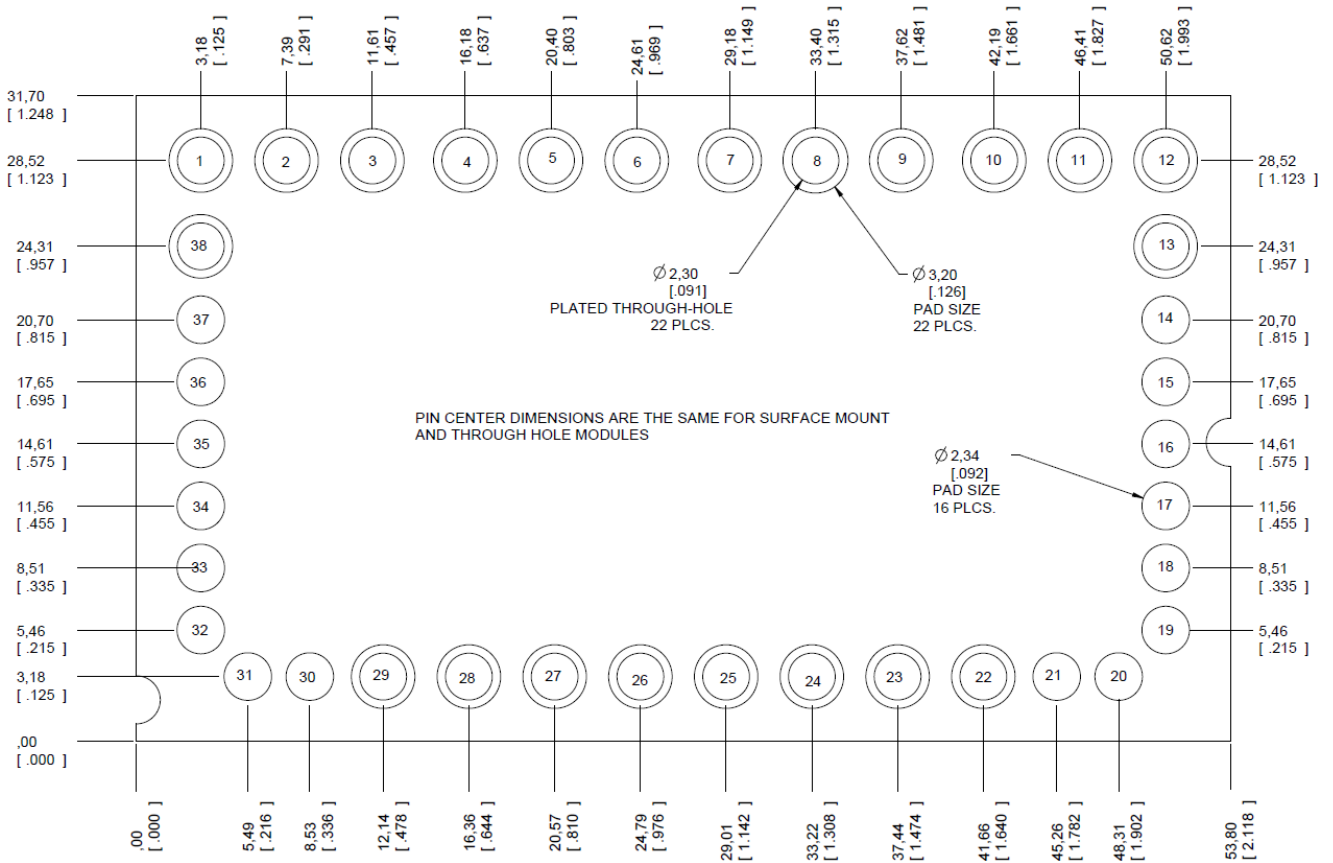 3,18
[ .125 ]
7,39
[ .291 ]
11,61
[ .457 ]
16,18
[ .637 ]
20,40
[ .803 ]
24,61
[ .969 ]
29,18
[ 1.149 ]
33,40
[ 1.315 ]
37,62
[ 1.481 ]
42,19
[ 1.661 ]
46,41
[ 1.827 ]
50,62
[ 1.993 ]
31,70
[ 1.248 ]
28,52
[ 1.123 ]
1 2 3 4 5 6 7 8 9 10 11 12
28,52
[ 1.123 ]
24,31
[ .957 ]
38
13
24,31
[ .957 ]
Ø 2,30
[.091]
PLATED THROUGH-HOLE
22 PLCS.
Ø 3,20
[.126]
PAD SIZE
22 PLCS.
20,70
[ .815 ]
37
14
20,70
[ .815 ]
17,65
[ .695 ]
36
15
17,65
[ .695 ]
PIN CENTER DIMENSIONS ARE THE SAME FOR SURFACE MOUNT
AND THROUGH HOLE MODULES
14,61
[ .575 ]
35
16
14,61
[ .575 ]
Ø 2,34
[.092]
PAD SIZE
16 PLCS.
11,56
[ .455 ]
34
17
11,56
[ .455 ]
8,51
[ .335 ]
33
18
8,51
[ .335 ]
5,46
[ .215 ]
32
19
5,46
[ .215 ]
3,18
[ .125 ]
31 30 29 28 27 26 25 24 23 22 21 20
,00
[ .000 ]
,00
[ .000 ]
5,49
[ .216 ]
8,53
[ .336 ]
12,14
[ .478 ]
16,36
[ .644 ]
20,57
[ .810 ]
24,79
[ .976 ]
29,01
[ 1.142 ]
33,22
[ 1.308 ]
37,44
[ 1.474 ]
41,66
[ 1.640 ]
45,26
[ 1.782 ]
48,31
[ 1.902 ]
53,80
[ 2.118 ]